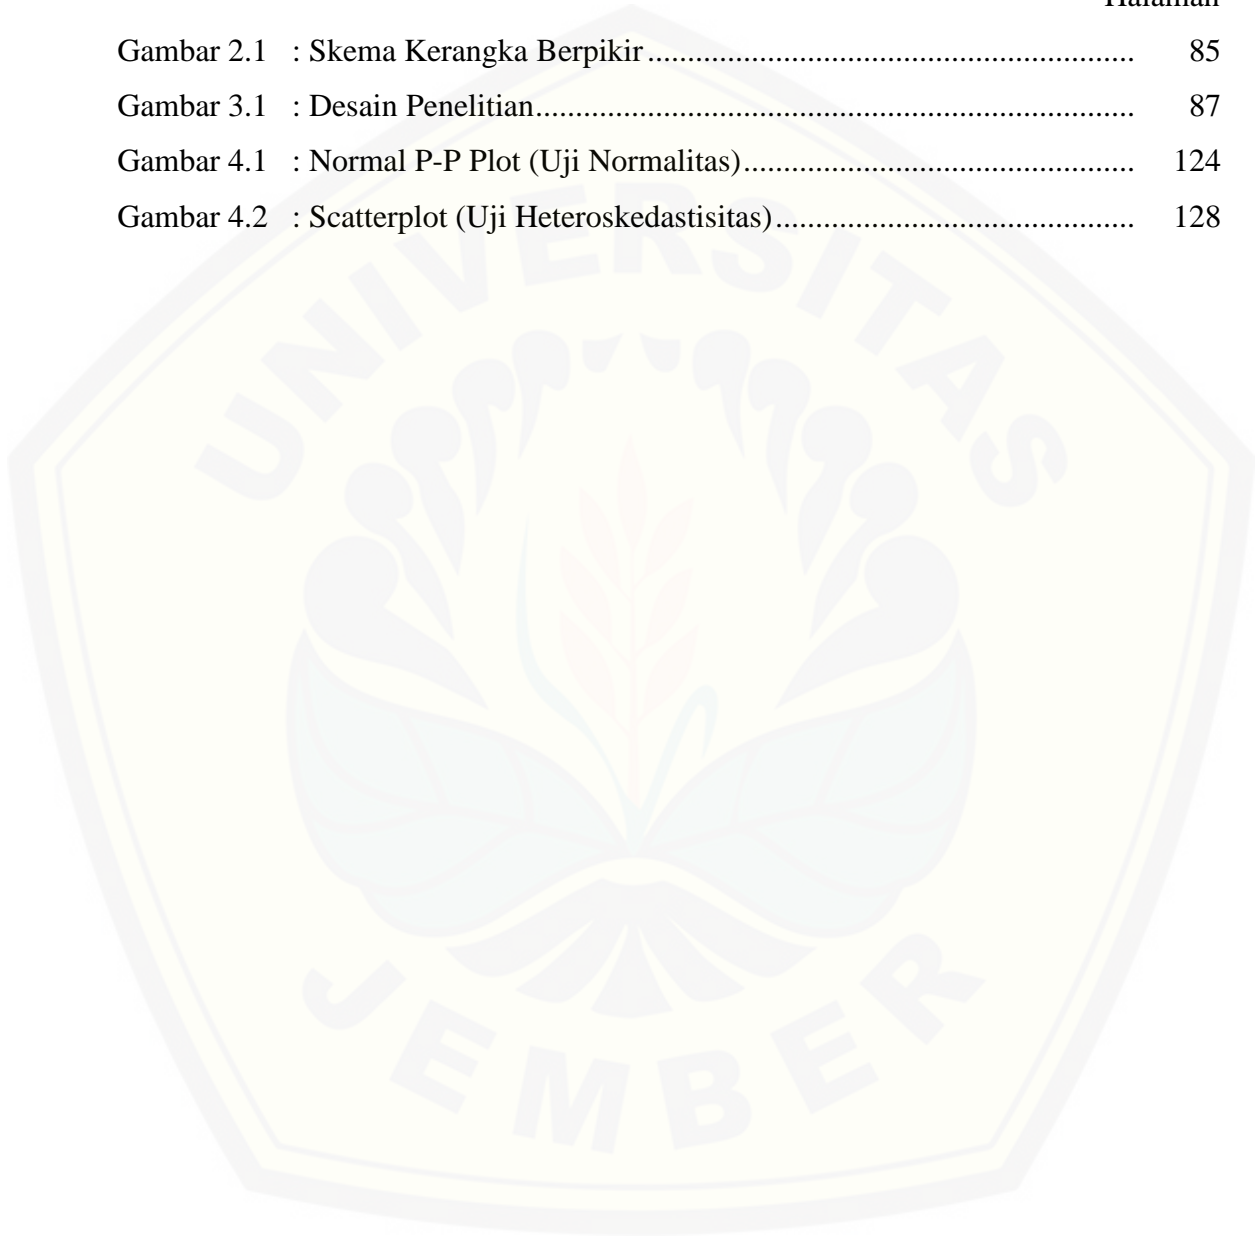 Halaman
Gambar 2.1 : Skema Kerangka Berpikir ............................................................. 85
Gambar 3.1 : Desain Penelitian........................................................................... 87
Gambar 4.1 : Normal P-P Plot (Uji Normalitas)................................................. 124
Gambar 4.2 : Scatterplot (Uji Heteroskedastisitas)............................................. 128
UNIVERSITAS
JEMBER